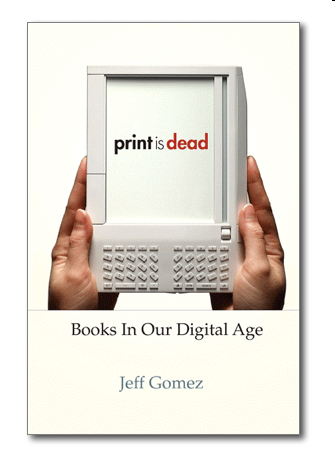 print is dead
Books In Our Digital Age
Jeff Gomez